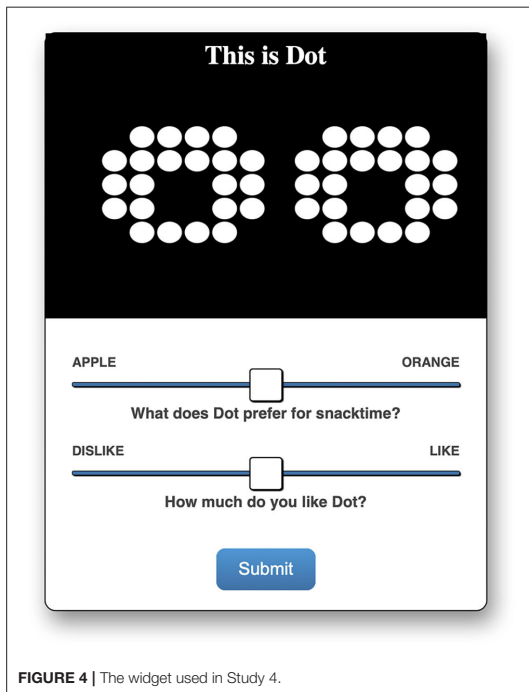 This is Dot
APPLE ORANGE
What does Dot prefer for snacktime?
DISLIKE LIKE
How much do you like Dot?
Submit
FIGURE 4 | The widget used in Study 4.